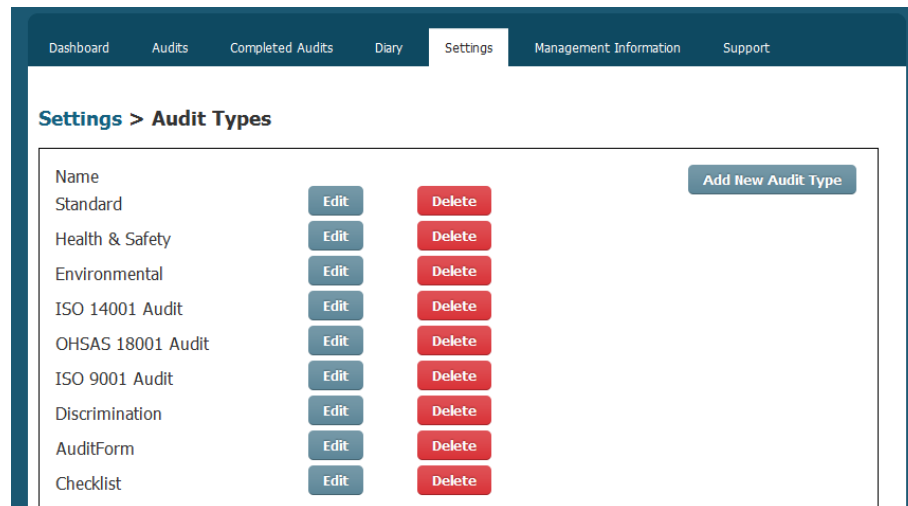 Dashboard Audits Completed Audits Diary Settings Management Information Support
Settings > Audit Types
Name Add New Audit Type
Standard Edit Delete
Health & Safety Edit Delete
Environmental Edit Delete
ISO 14001 Audit Edit Delete
OHSAS 18001 Audit Edit Delete
ISO 9001 Audit Edit Delete
Discrimination Edit Delete
AuditForm Edit Delete
Checklist Edit Delete